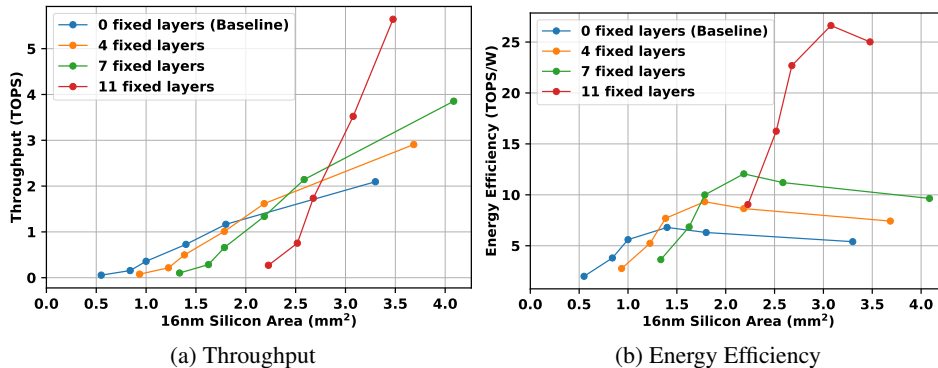 0 fixed layers (Baseline)
4 fixed layers
7 fixed layers
11 fixed layers
Throughput (TOPS)
5
4
3
2
1
0
0.0 0.5 1.0 1.5 2.0 2.5 3.0 3.5 4.0
16nm Silicon Area (mm²)
(a) Throughput
0 fixed layers (Baseline)
4 fixed layers
7 fixed layers
11 fixed layers
Energy Efficiency (TOPS/W)
25
20
15
10
5
0.0 0.5 1.0 1.5 2.0 2.5 3.0 3.5 4.0
16nm Silicon Area (mm²)
(b) Energy Efficiency